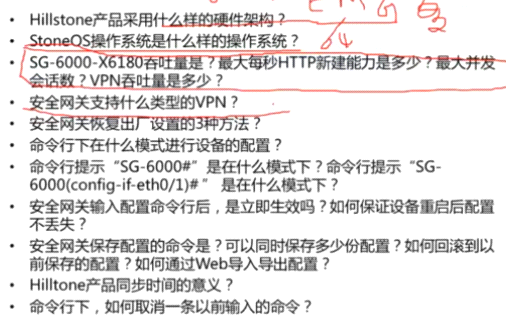 Hillstone产品采用什么样的硬件架构？
StoneOS操作系统是什么样的操作系统？
64
SG-6000-X6180吞吐量是？最大每秒HTTP新建能力是多少？最大并发
会话数？VPN吞吐量是多少？
安全网关支持什么类型的VPN？
安全网关恢复出厂设置的3种方法？
命令行下在什么模式进行设备的配置？
命令行提示“SG-6000#”是在什么模式下？命令行提示“SG-
6000(config-if-eth0/1)# ” 是在什么模式下？
安全网关输入配置命令行后，是立即生效吗？如何保证设备重启后配置
不丢失？
安全网关保存配置的命令是？可以同时保存多少份配置？如何回滚到以
前保存的配置？如何通过Web导入导出配置？
Hilltone产品同步时间的意义？
命令行下，如何取消一条以前输入的命令？